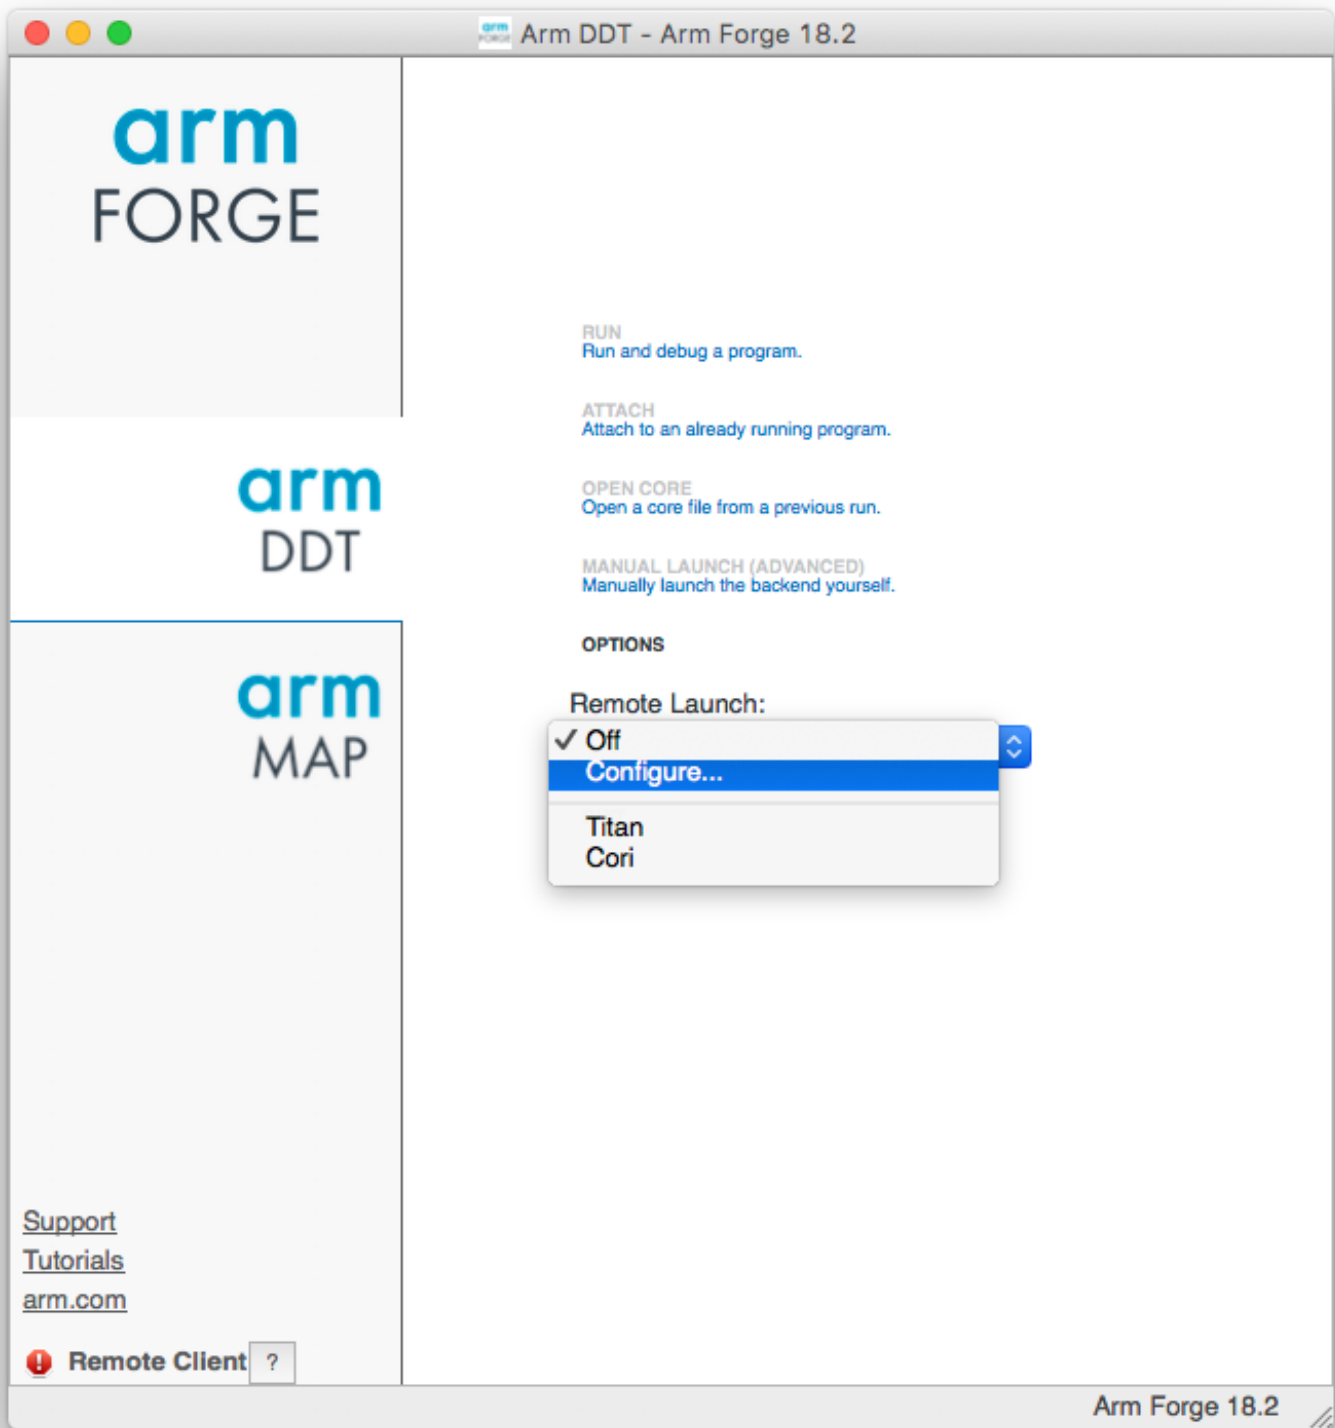 Arm DDT - Arm Forge 18.2
arm
FORGE
arm
DDT
arm
MAP
RUN
Run and debug a program.
ATTACH
Attach to an already running program.
OPEN CORE
Open a core file from a previous run.
MANUAL LAUNCH (ADVANCED)
Manually launch the backend yourself.
OPTIONS
Remote Launch:
✓ Off
Configure...
Titan
Cori
Support
Tutorials
arm.com
Remote Client ?
Arm Forge 18.2